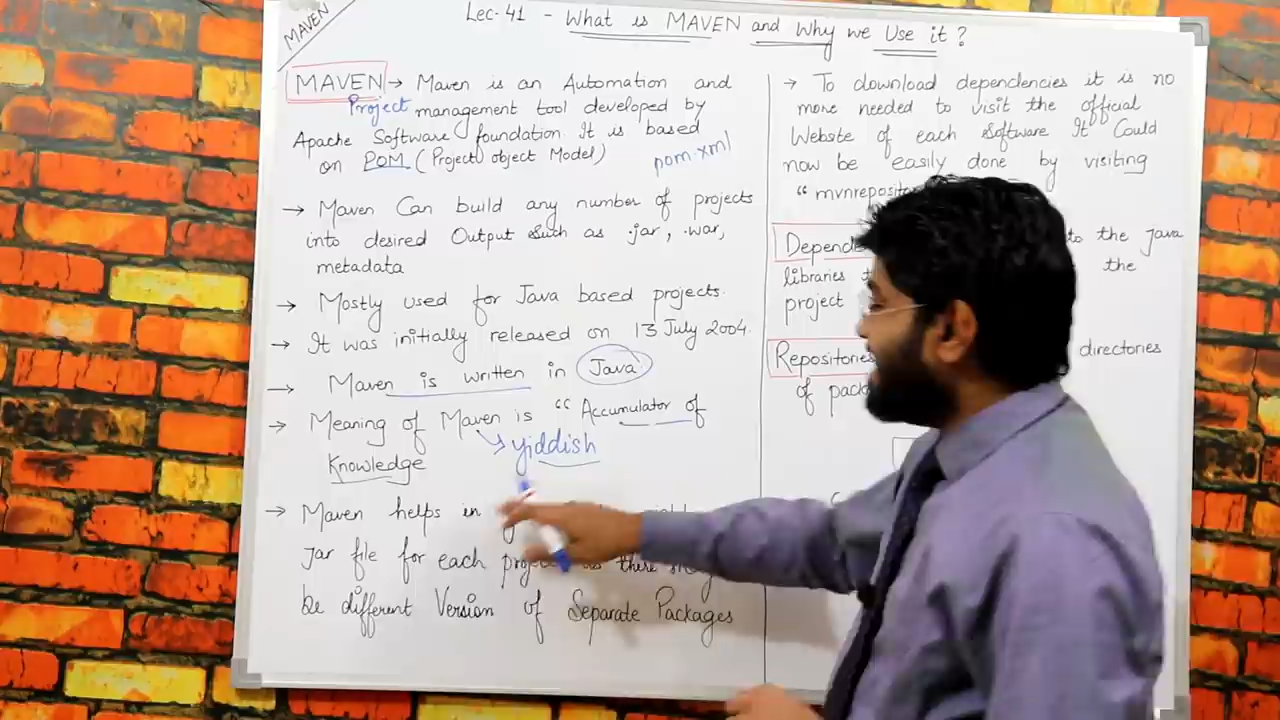 MAVEN
Lec-41 - What is MAVEN and Why we Use it?
MAVEN → Maven is an Automation and
Project management tool developed by
Apache Software foundation. It is based
on POM (Project object Model)
pom.xml
→ Maven Can build any number of projects
into desired Output Such as .jar, .war,
metadata
→ Mostly used for Java based projects.
→ It was initially released on 13 July 2004.
→ Maven is written in Java
→ Meaning of Maven is "Accumulator of
→ yiddish
Knowledge
→ Maven helps in
Jar file for each
be different Version of Separate Packages
→ To download dependencies it is no
more needed to visit the official
Website of each Software It Could
now be easily done by visiting
"mvnreposito
Depende to the Java
libraries the
project
Repositories directories
of pack